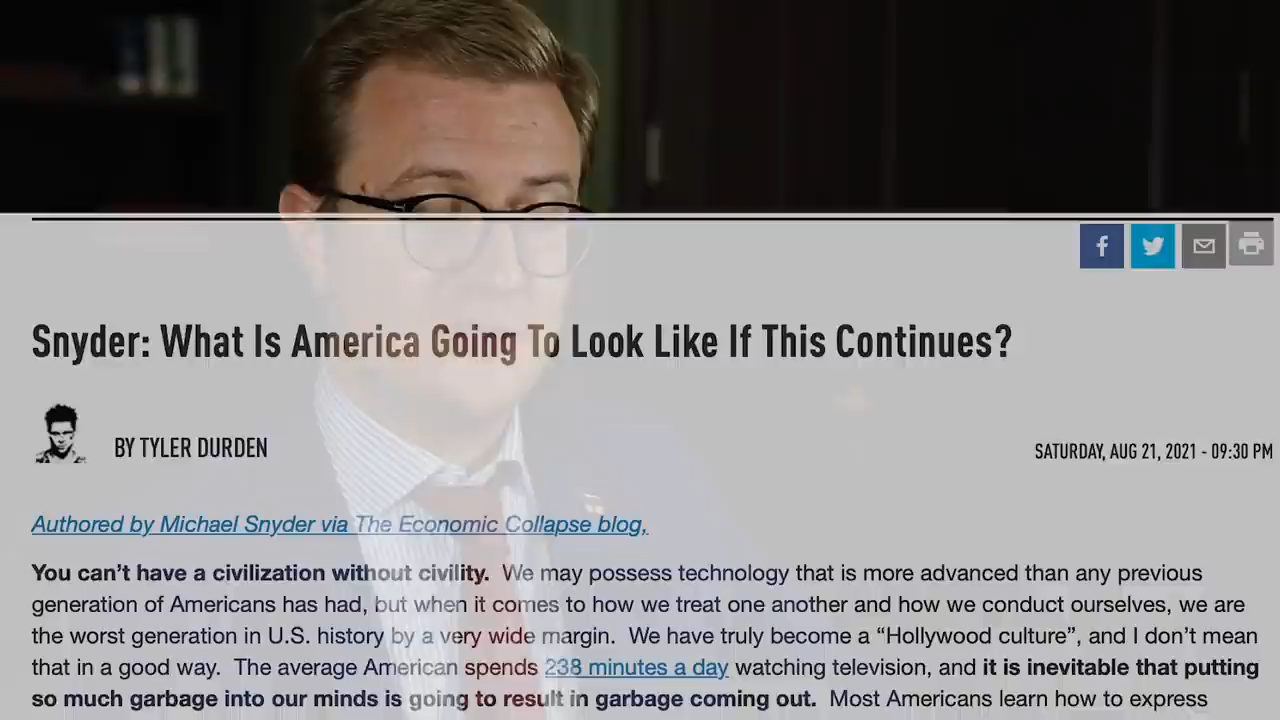 Snyder: What Is America Going To Look Like If This Continues?
BY TYLER DURDEN
SATURDAY, AUG 21, 2021 - 09:30 PM
Authored by Michael Snyder via The Economic Collapse blog,
You can't have a civilization without civility. We may possess technology that is more advanced than any previous
generation of Americans has had, but when it comes to how we treat one another and how we conduct ourselves, we are
the worst generation in U.S. history by a very wide margin. We have truly become a “Hollywood culture”, and I don't mean
that in a good way. The average American spends 238 minutes a day watching television, and it is inevitable that putting
so much garbage into our minds is going to result in garbage coming out. Most Americans learn how to express